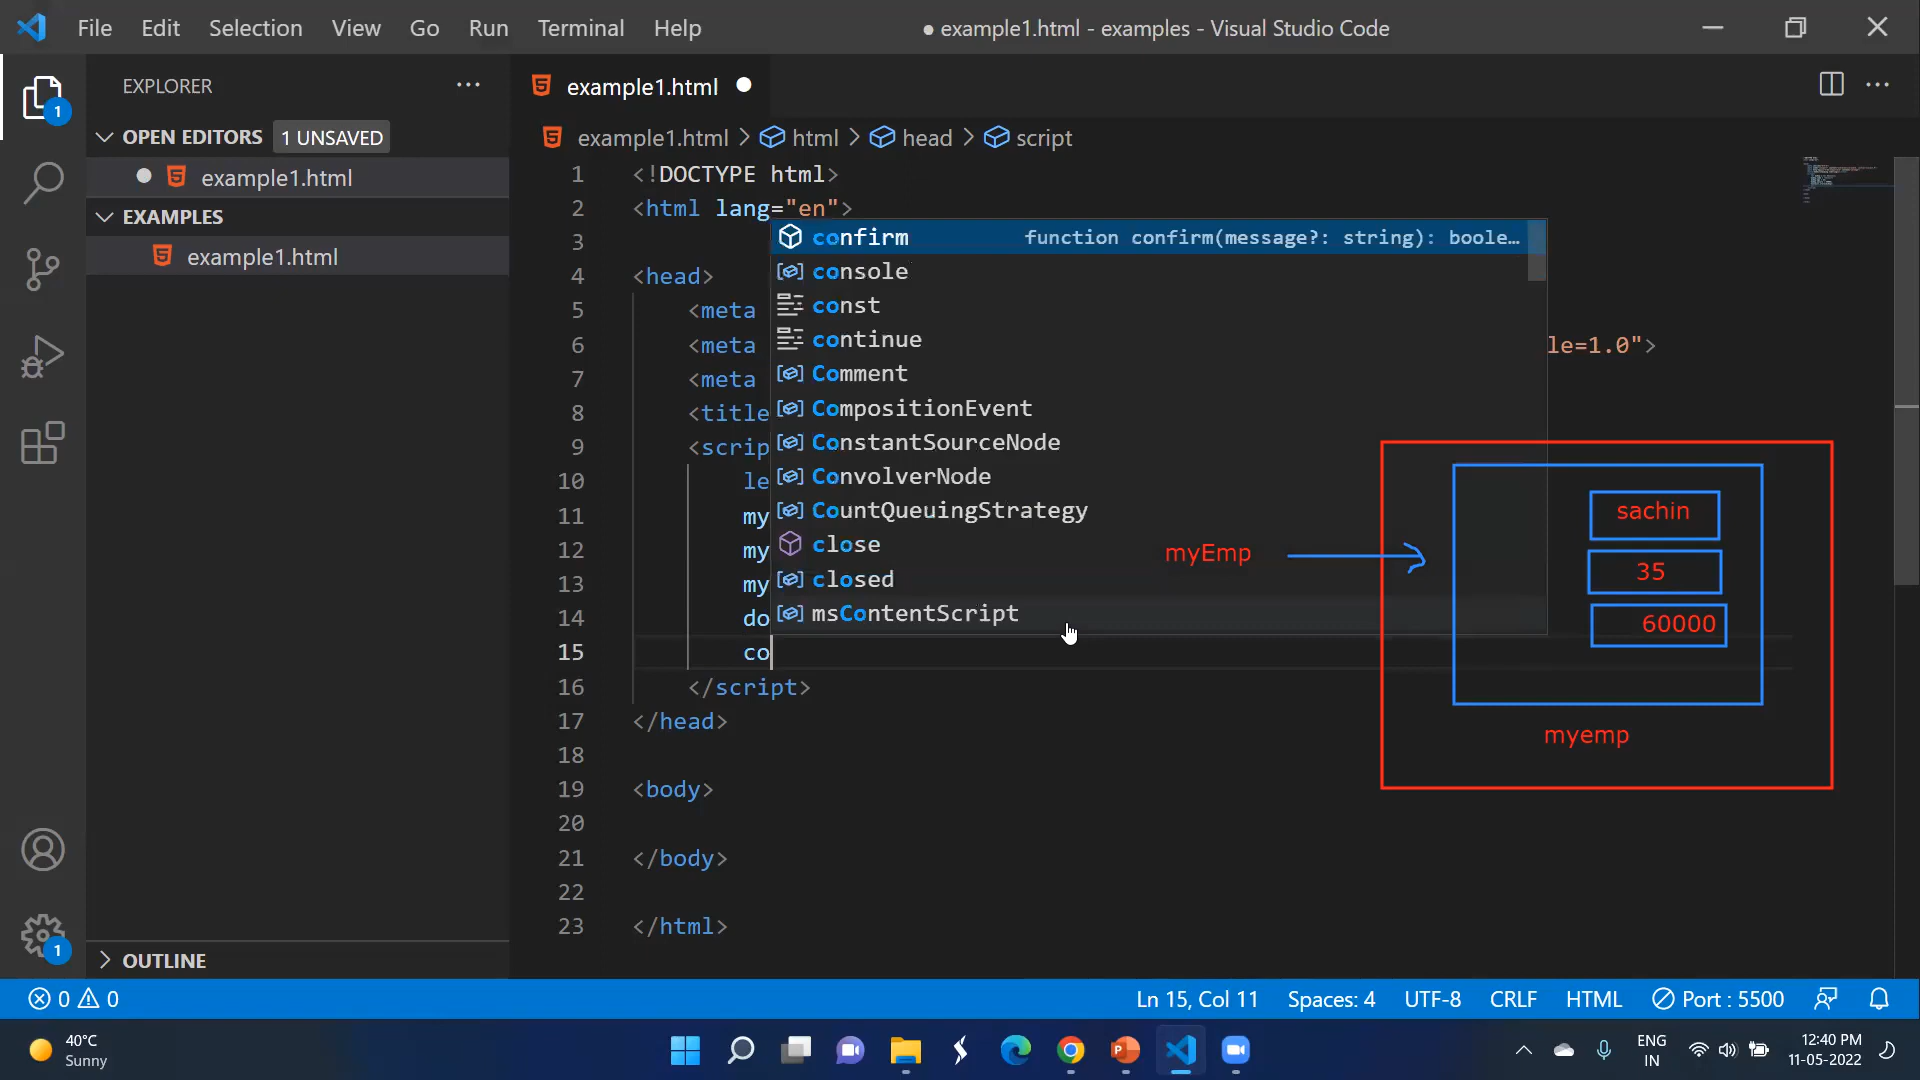 File Edit Selection View Go Run Terminal Help
● example1.html - examples - Visual Studio Code
EXPLORER
1
OPEN EDITORS 1 UNSAVED
example1.html
EXAMPLES
example1.html
OUTLINE
1
example1.html
example1.html > html > head > script
1 <!DOCTYPE html>
2 <html lang="en">
3
4 <head>
5 <meta
6 <meta le=1.0">
7 <meta
8 <title
9 <scrip
10 le
11 my
12 my
13 my
14 do
15 co
16 </script>
17 </head>
18
19 <body>
20
21 </body>
22
23 </html>
confirm function confirm(message?: string): boole…
console
const
continue
Comment
CompositionEvent
ConstantSourceNode
ConvolverNode
CountQueuingStrategy
close
closed
msContentScript
myEmp
sachin
35
60000
myemp
0 0 Ln 15, Col 11 Spaces: 4 UTF-8 CRLF HTML Port : 5500
40°C
Sunny
ENG
IN
12:40 PM
11-05-2022